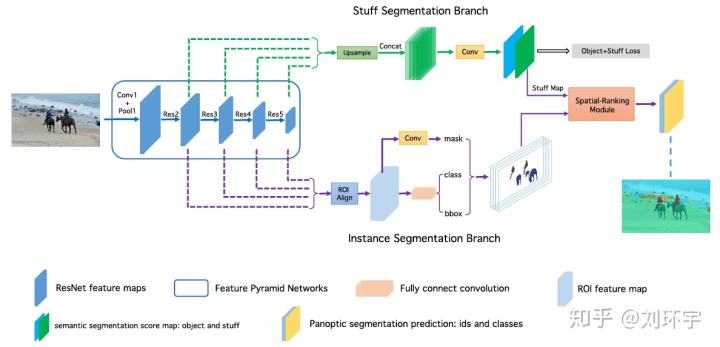 Stuff Segmentation Branch
Upsample
Concat
Conv
Object+Stuff Loss
Stuff Map
Spatial-Ranking
Module
Conv1
+
Pool1
Res2
Res3
Res4
Res5
ROI
Align
Conv
mask
class
bbox
Instance Segmentation Branch
ResNet feature maps
Feature Pyramid Networks
Fully connect convolution
ROI feature map
semantic segmentation score map: object and stuff
Panoptic segmentation prediction: ids and classes
知乎 @刘环宇